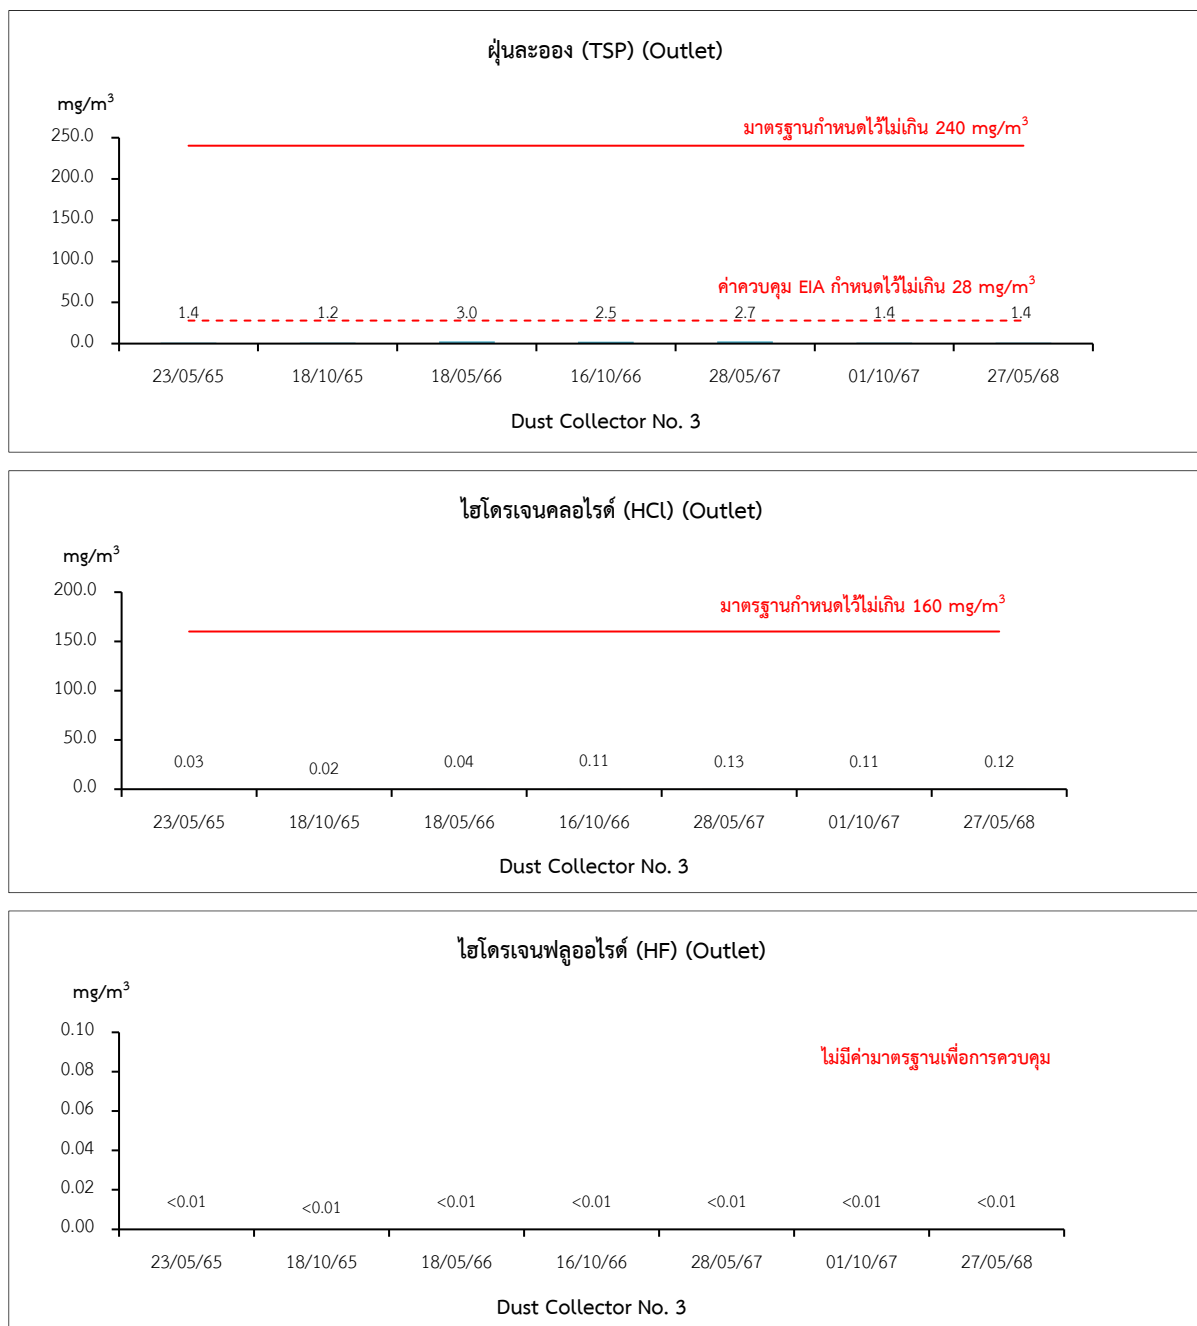 ฝุ่นละออง (TSP) (Outlet)
mg/m³
มาตรฐานกำหนดไว้ไม่เกิน 240 mg/m³
250.0
200.0
150.0
100.0
ค่าควบคุม EIA กำหนดไว้ไม่เกิน 28 mg/m³
50.0
1.4 1.2 3.0 2.5 2.7 1.4 1.4
0.0
23/05/65 18/10/65 18/05/66 16/10/66 28/05/67 01/10/67 27/05/68
Dust Collector No. 3
ไฮโดรเจนคลอไรด์ (HCl) (Outlet)
mg/m³
200.0
มาตรฐานกำหนดไว้ไม่เกิน 160 mg/m³
150.0
100.0
50.0
0.03 0.02 0.04 0.11 0.13 0.11 0.12
0.0
23/05/65 18/10/65 18/05/66 16/10/66 28/05/67 01/10/67 27/05/68
Dust Collector No. 3
ไฮโดรเจนฟลูออไรด์ (HF) (Outlet)
mg/m³
0.10
ไม่มีค่ามาตรฐานเพื่อการควบคุม
0.08
0.06
0.04
0.02
<0.01 <0.01 <0.01 <0.01 <0.01 <0.01 <0.01
0.00
23/05/65 18/10/65 18/05/66 16/10/66 28/05/67 01/10/67 27/05/68
Dust Collector No. 3